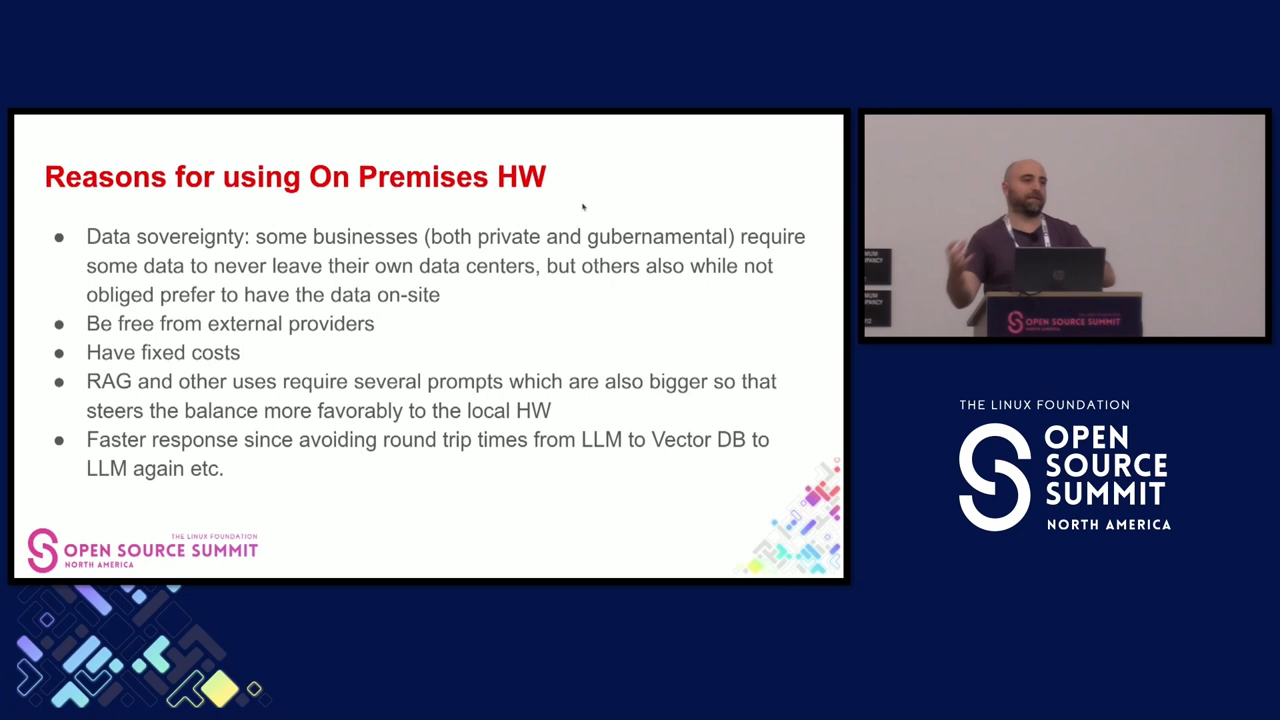 Reasons for using On Premises HW
● Data sovereignty: some businesses (both private and gubernamental) require
some data to never leave their own data centers, but others also while not
obliged prefer to have the data on-site
● Be free from external providers
● Have fixed costs
● RAG and other uses require several prompts which are also bigger so that
steers the balance more favorably to the local HW
● Faster response since avoiding round trip times from LLM to Vector DB to
LLM again etc.
THE LINUX FOUNDATION
OPEN SOURCE SUMMIT
NORTH AMERICA
OPEN SOURCE SUMMIT
NORTH AMERICA
THE LINUX FOUNDATION
OPEN
SOURCE
SUMMIT
NORTH AMERICA